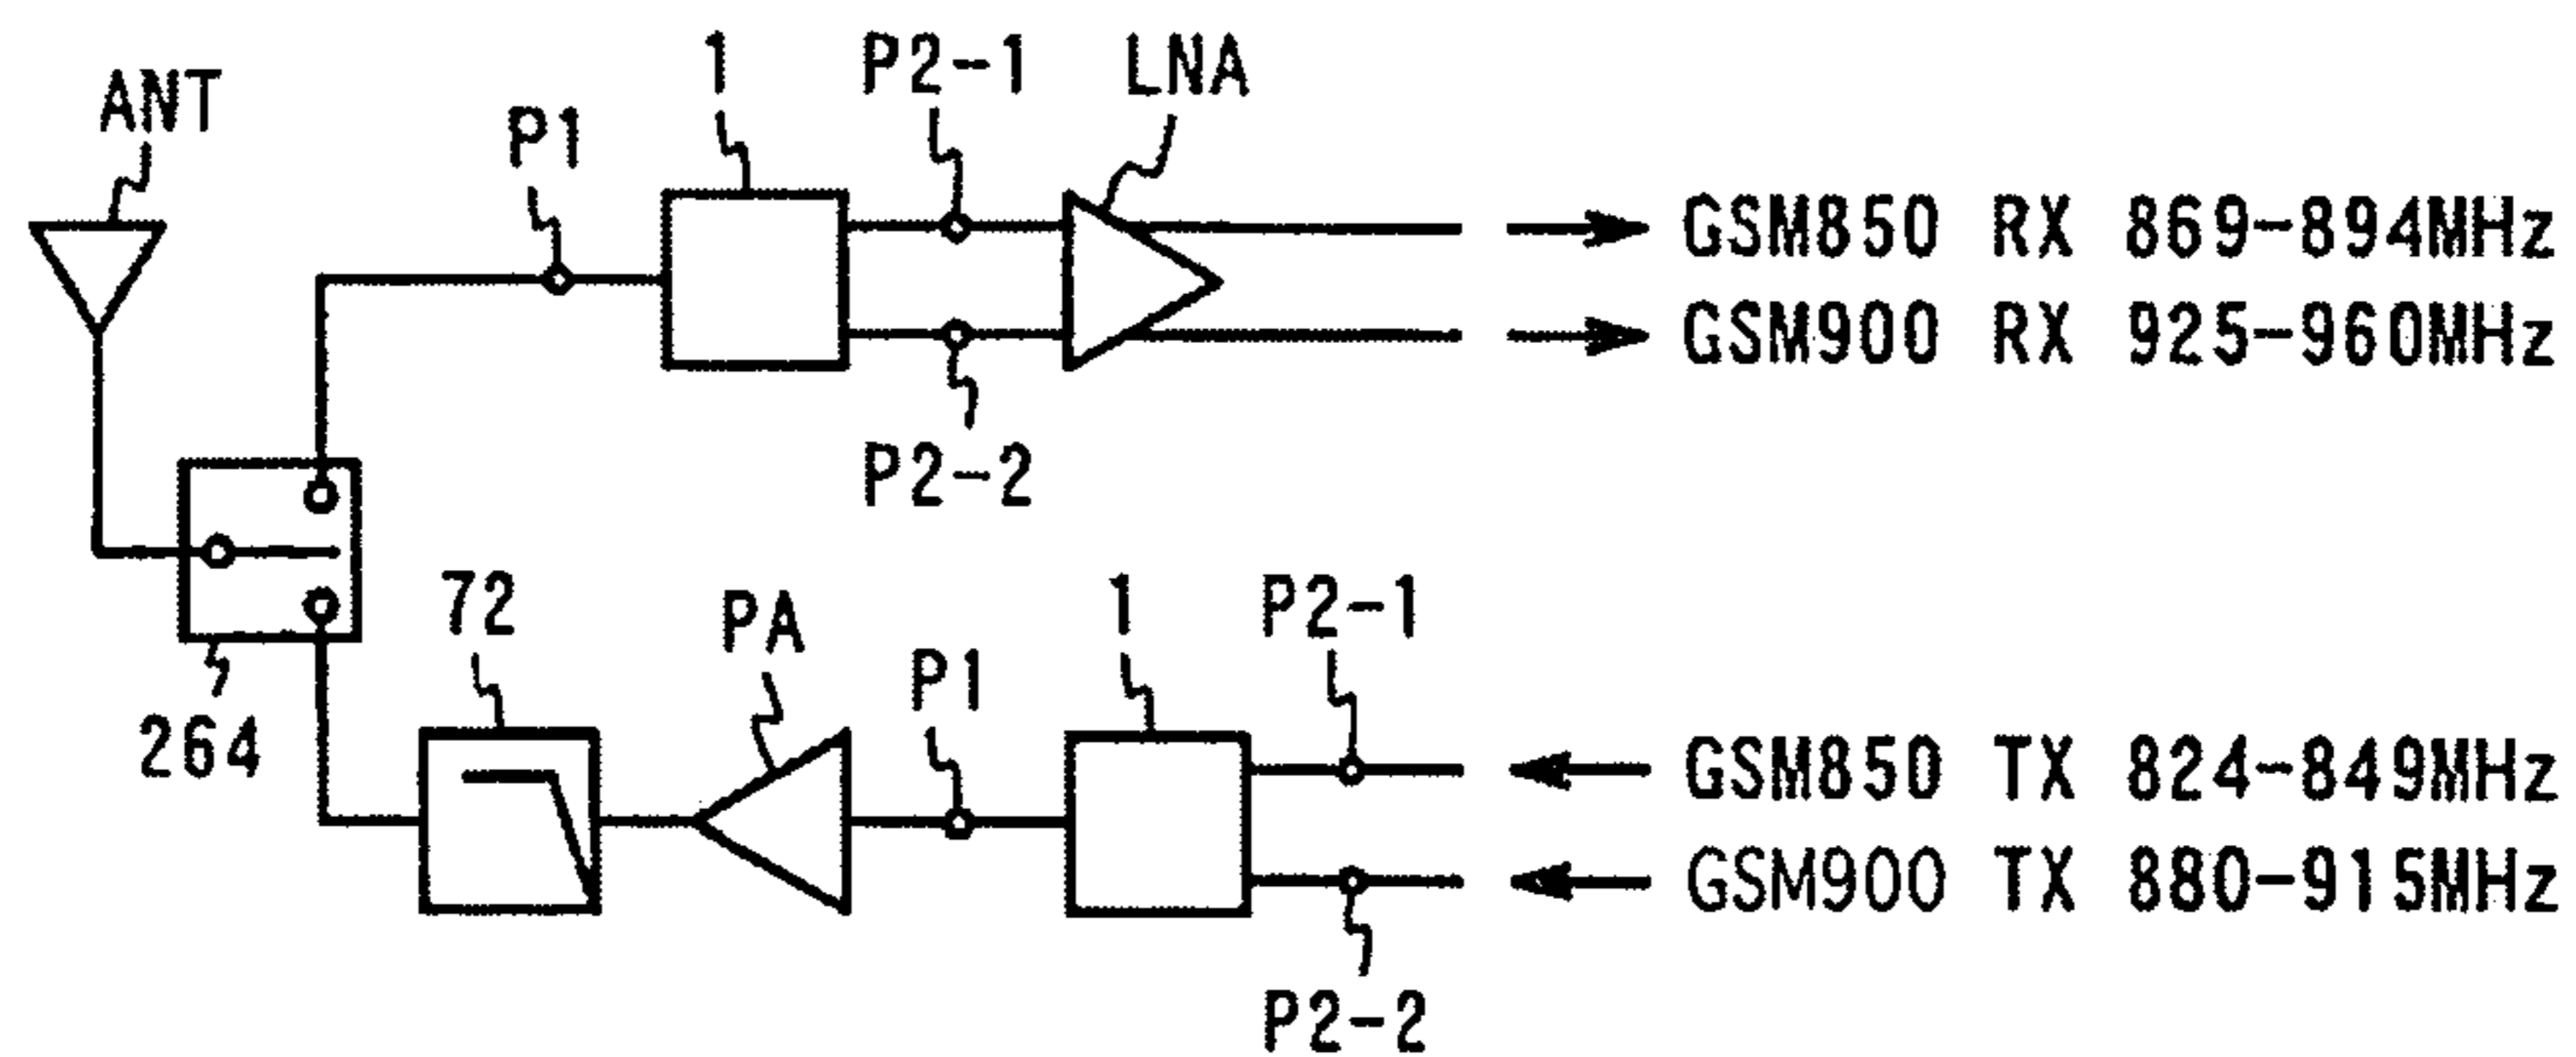 ANT
P1
1
P2-1
LNA
GSM850 RX 869-894MHz
GSM900 RX 925-960MHz
P2-2
264
72
PA
P1
1
P2-1
GSM850 TX 824-849MHz
GSM900 TX 880-915MHz
P2-2